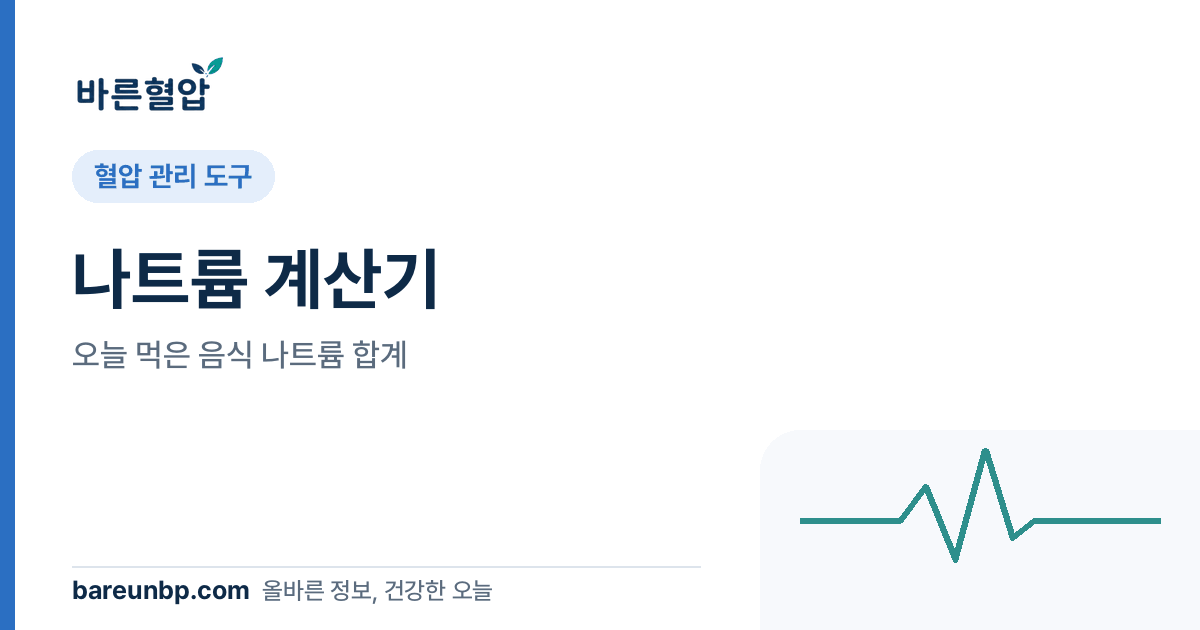 바른혈압
혈압 관리 도구
나트륨 계산기
오늘 먹은 음식 나트륨 합계
bareunbp.com 올바른 정보, 건강한 오늘